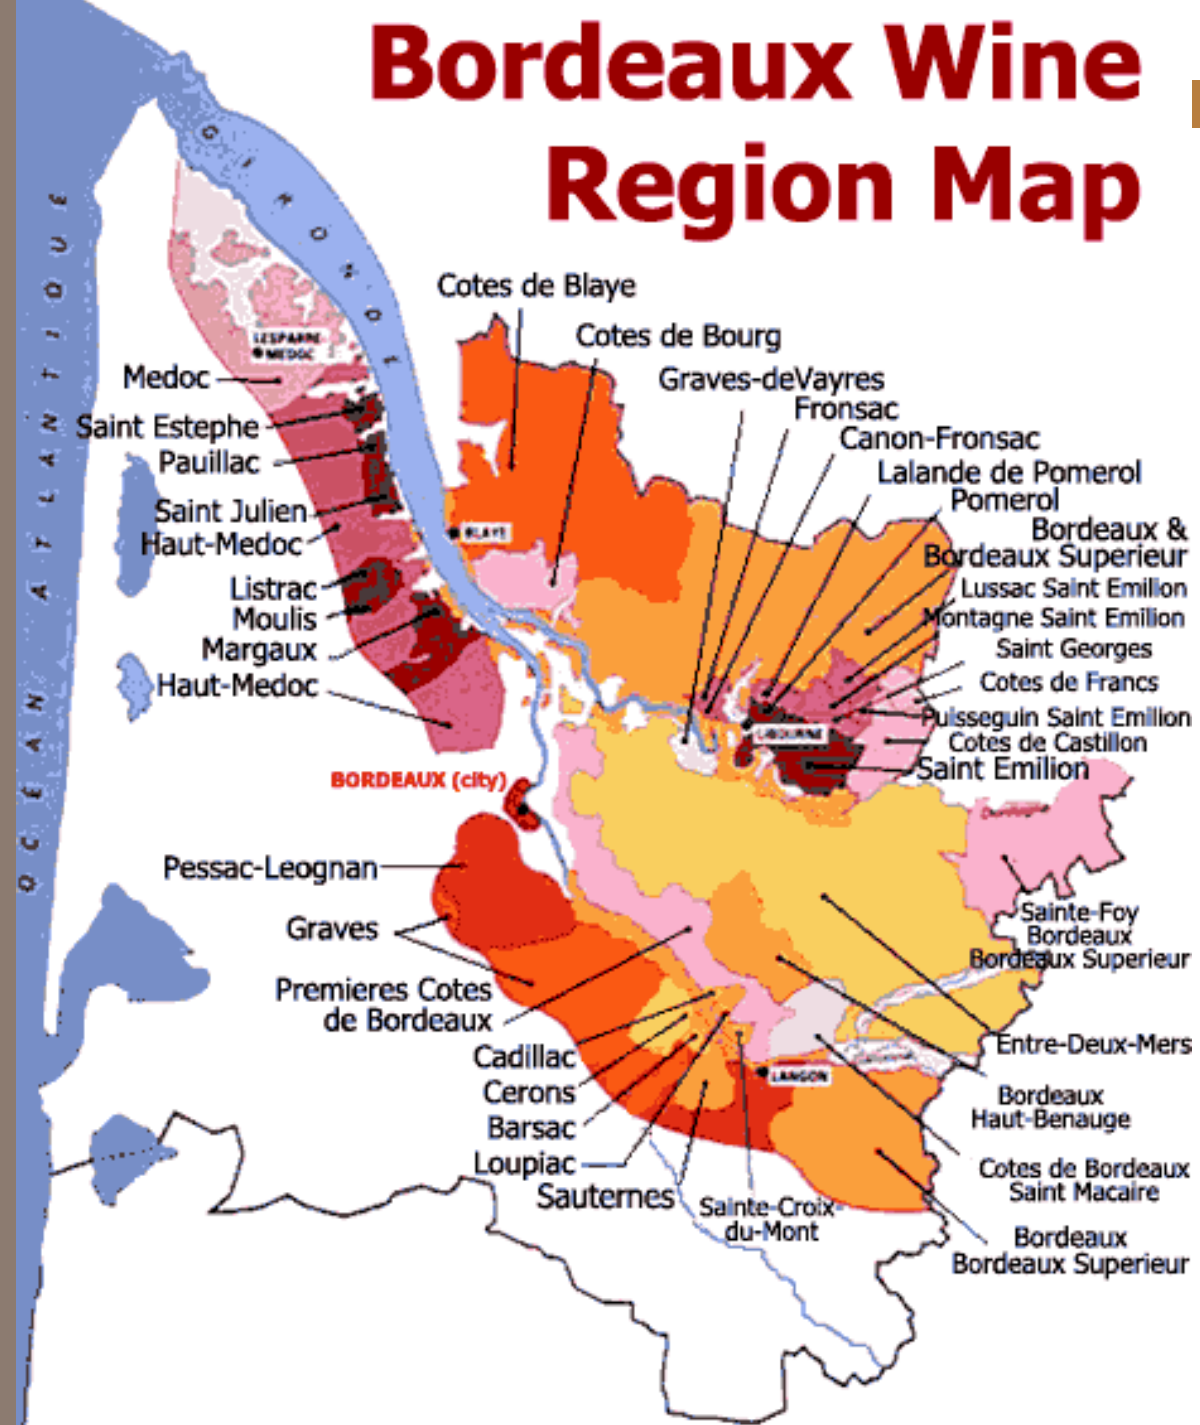 Bordeaux Wine
Region Map
OCÉAN ATLANTIQUE
GIRONDE
Cotes de Blaye
Cotes de Bourg
Graves-deVayres
Fronsac
Canon-Fronsac
Lalande de Pomerol
Pomerol
Bordeaux &
Bordeaux Superieur
Lussac Saint Emilion
Montagne Saint Emilion
Saint Georges
Cotes de Francs
Puisseguin Saint Emilion
Cotes de Castillon
Saint Emilion
LESPARRE
MEDOC
Medoc
Saint Estephe
Pauillac
Saint Julien
Haut-Medoc
Listrac
Moulis
Margaux
Haut-Medoc
BLAYE
LIBOURNE
BORDEAUX (city)
Pessac-Leognan
Graves
Premieres Cotes
de Bordeaux
Cadillac
Cerons
Barsac
Loupiac
Sauternes
Sainte-Croix-
du-Mont
LANGON
Sainte-Foy
Bordeaux
Bordeaux Superieur
Entre-Deux-Mers
Bordeaux
Haut-Benauge
Cotes de Bordeaux
Saint Macaire
Bordeaux
Bordeaux Superieur